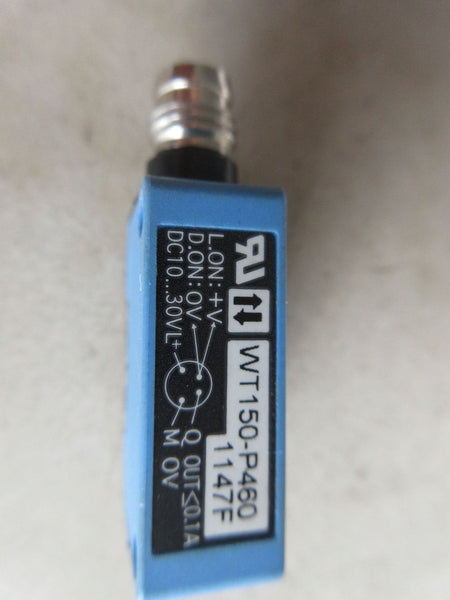 WT150-P460
1147F
L.ON: +V
D.ON: 0V
DC10...30V L+
Q OUT≤0.1A
M 0V